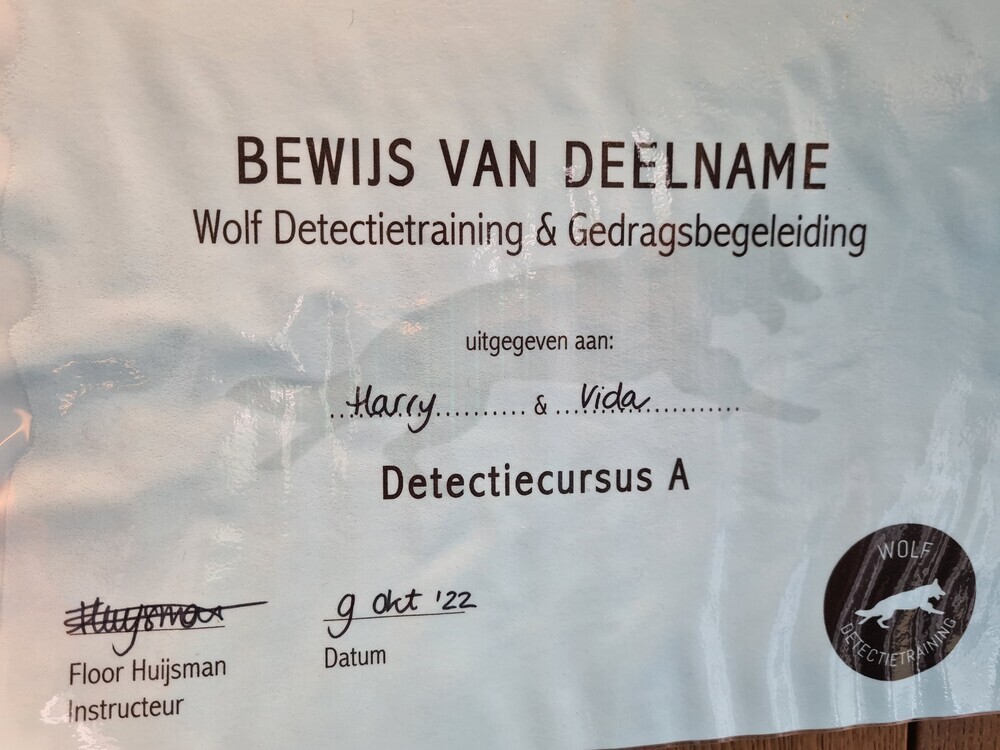 BEWIJS VAN DEELNAME
Wolf Detectietraining & Gedragsbegeleiding
uitgegeven aan:
...Harry.......... & ...Vida..............
Detectiecursus A
Huijsman
9 okt '22
Floor Huijsman
Datum
Instructeur
WOLF
DETECTIETRAINING